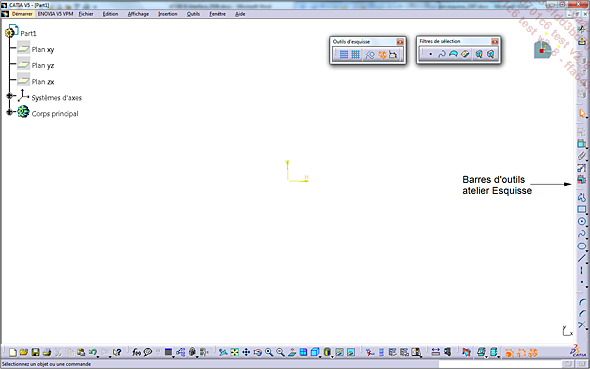 CATIA V5 - [Part1]
Démarrer ENOVIA V5 VPM Fichier Edition Affichage Insertion Outils Fenêtre Aide
Part1
Plan xy
Plan yz
Plan zx
Systèmes d'axes
Corps principal
Outils d'esquisse
Filtres de sélection
Barres d'outils
atelier Esquisse
Sélectionnez un objet ou une commande
CATIA